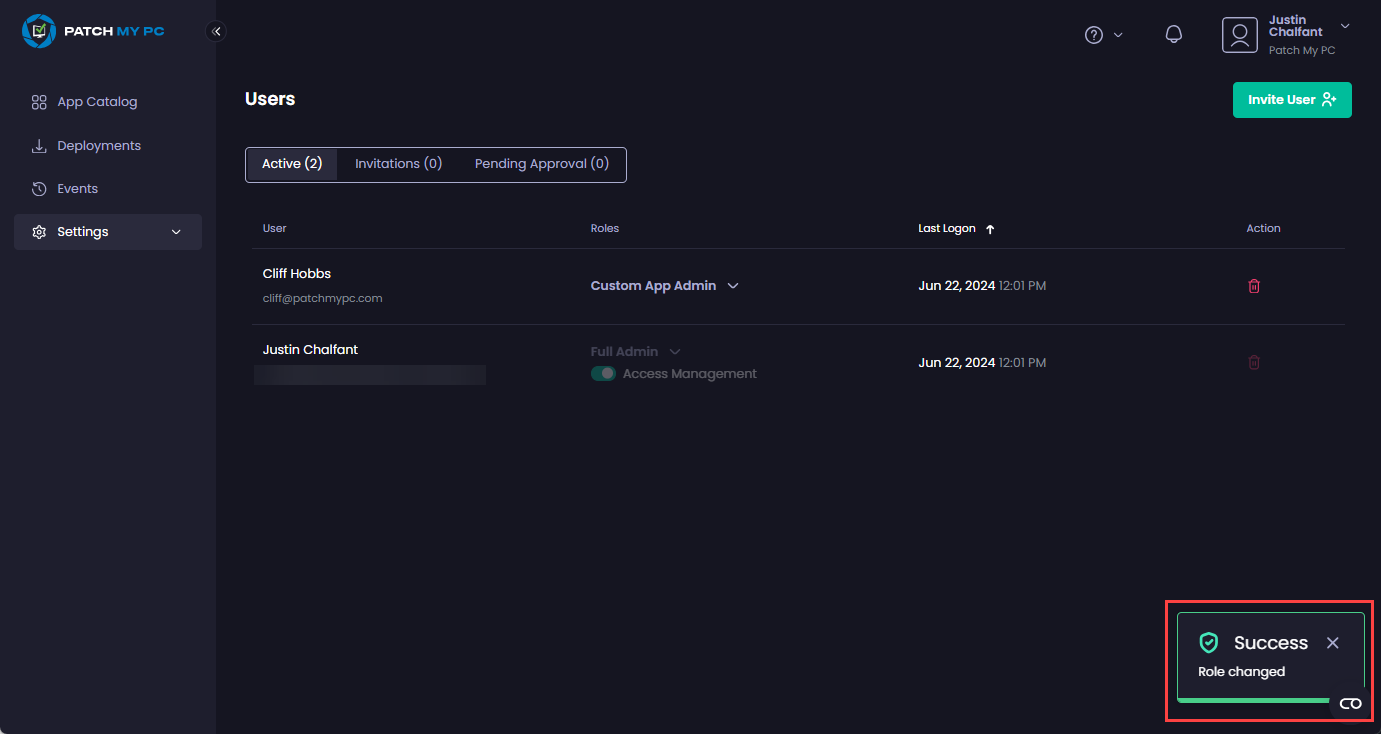 PATCH MY PC
Justin
Chalfant
Patch My PC
App Catalog
Deployments
Events
Settings
Users
Invite User
Active (2)
Invitations (0)
Pending Approval (0)
User
Roles
Last Logon
Action
Cliff Hobbs
cliff@patchmypc.com
Custom App Admin
Jun 22, 2024 12:01 PM
Justin Chalfant
Full Admin
Access Management
Jun 22, 2024 12:01 PM
Success
Role changed